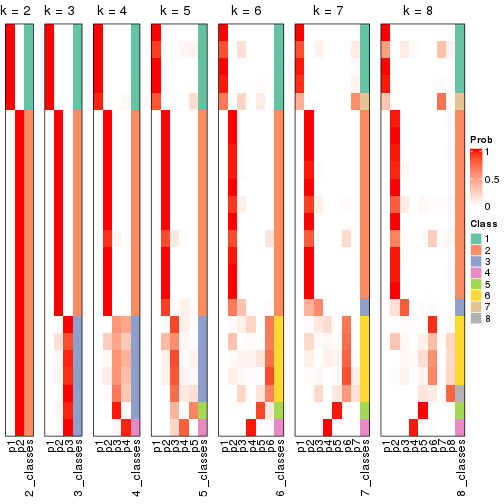 k = 2 k = 3 k = 4 k = 5 k = 6 k = 7 k = 8
Prob
1
0.5
0
Class
1
2
3
4
5
6
7
8
p1 p2 2_classes
p1 p2 p3 3_classes
p1 p2 p3 p4 4_classes
p1 p2 p3 p4 p5 5_classes
p1 p2 p3 p4 p5 p6 6_classes
p1 p2 p3 p4 p5 p6 p7 7_classes
p1 p2 p3 p4 p5 p6 p7 p8 8_classes